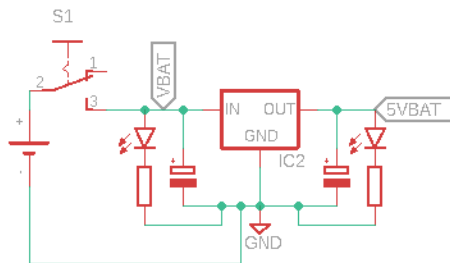 S1
1
2
3
VBAT
IN
OUT
GND
IC2
5VBAT
+
-
+
+
GND